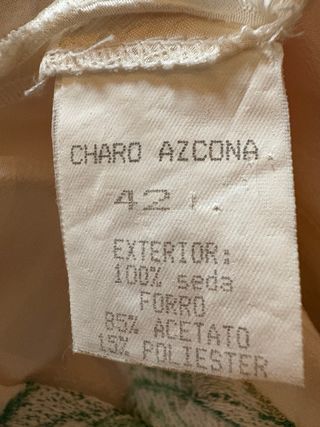 CHARO AZCONA
42
EXTERIOR:
100% seda
FORRO
85% ACETATO
15% POLIESTER